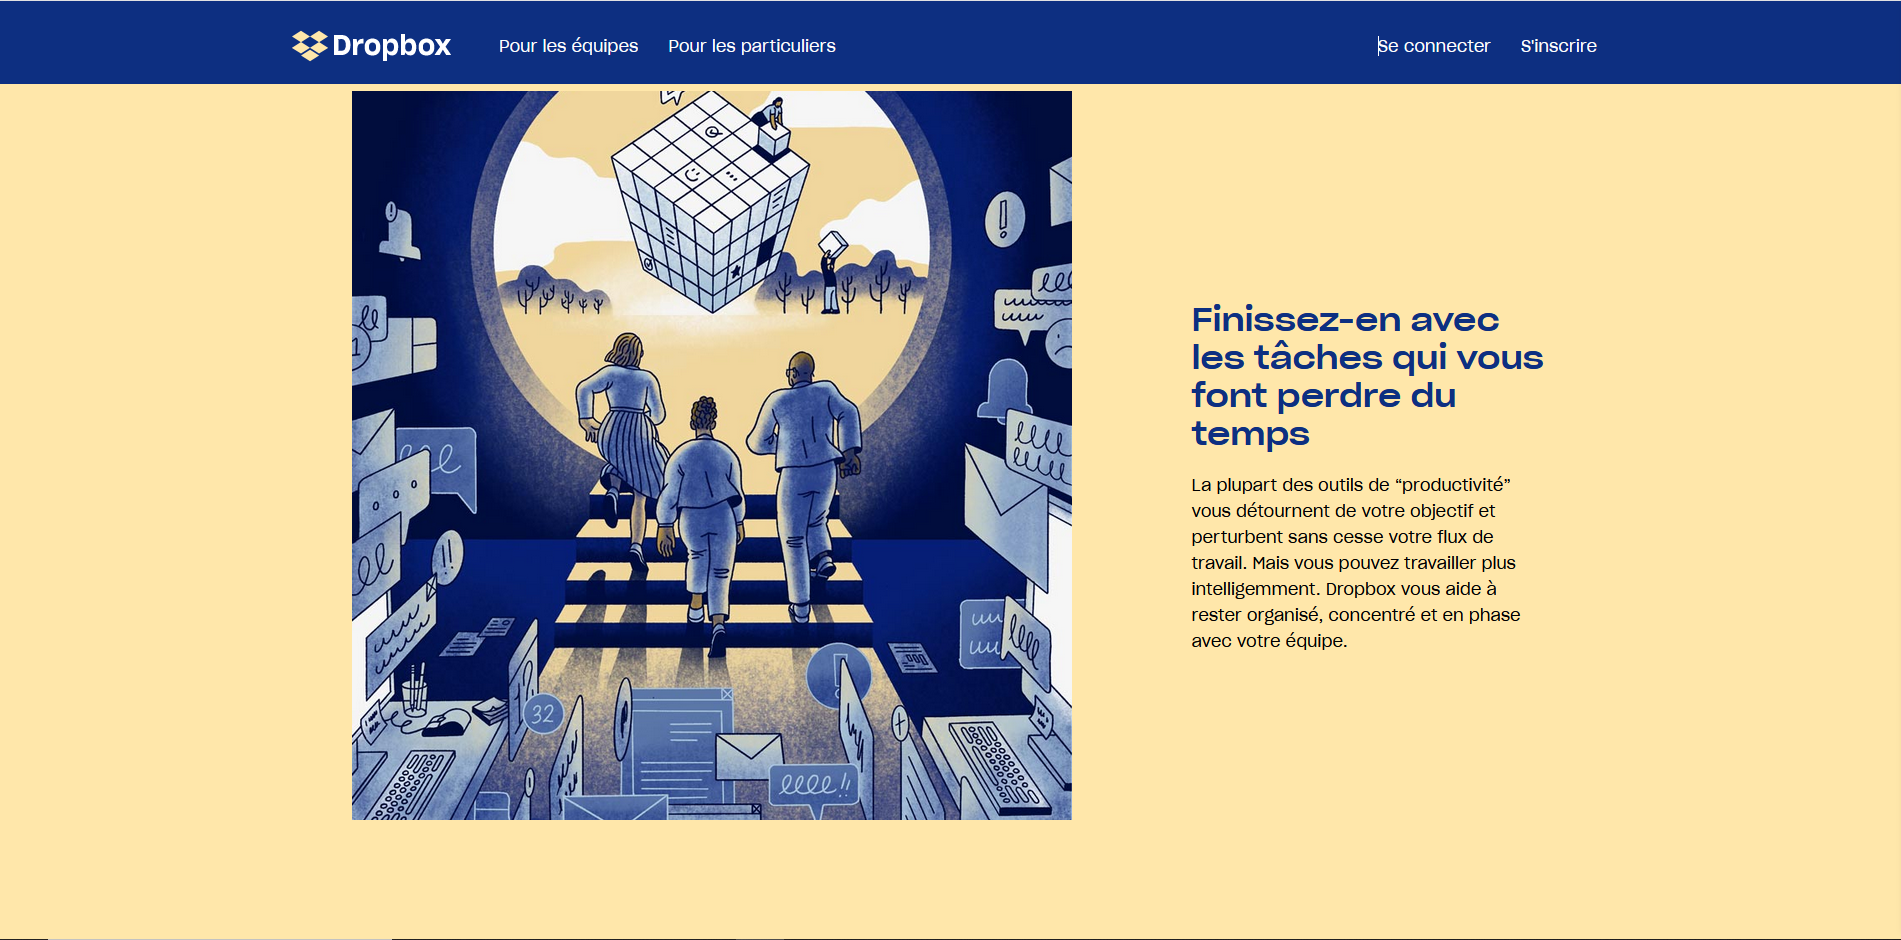 Dropbox
Pour les équipes
Pour les particuliers
Se connecter
S'inscrire
Finissez-en avec
les tâches qui vous
font perdre du
temps
La plupart des outils de “productivité”
vous détournent de votre objectif et
perturbent sans cesse votre flux de
travail. Mais vous pouvez travailler plus
intelligemment. Dropbox vous aide à
rester organisé, concentré et en phase
avec votre équipe.
32